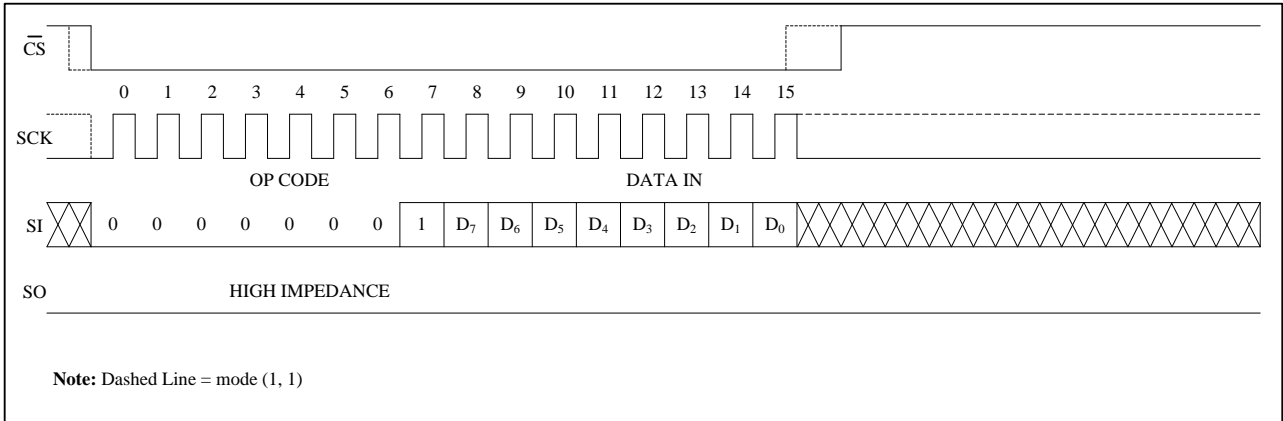 CS
0 1 2 3 4 5 6 7 8 9 10 11 12 13 14 15
SCK
OP CODE DATA IN
SI 0 0 0 0 0 0 0 1 D7 D6 D5 D4 D3 D2 D1 D0
SO HIGH IMPEDANCE
Note: Dashed Line = mode (1, 1)